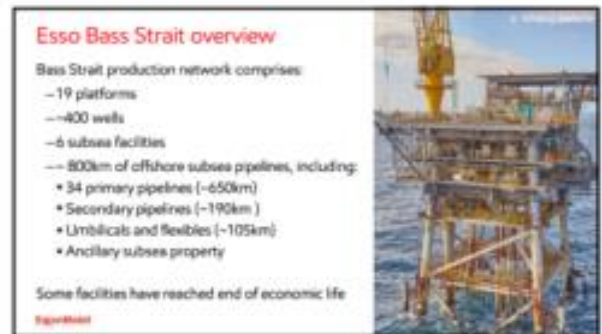 Esso Bass Strait overview
Bass Strait production network comprises:
– 19 platforms
– ~400 wells
– 6 subsea facilities
– ~ 800km of offshore subsea pipelines, including:
• 34 primary pipelines (~650km)
• Secondary pipelines (~190km )
• Umbilicals and flexibles (~105km)
• Ancillary subsea property
Some facilities have reached end of economic life
ExxonMobil